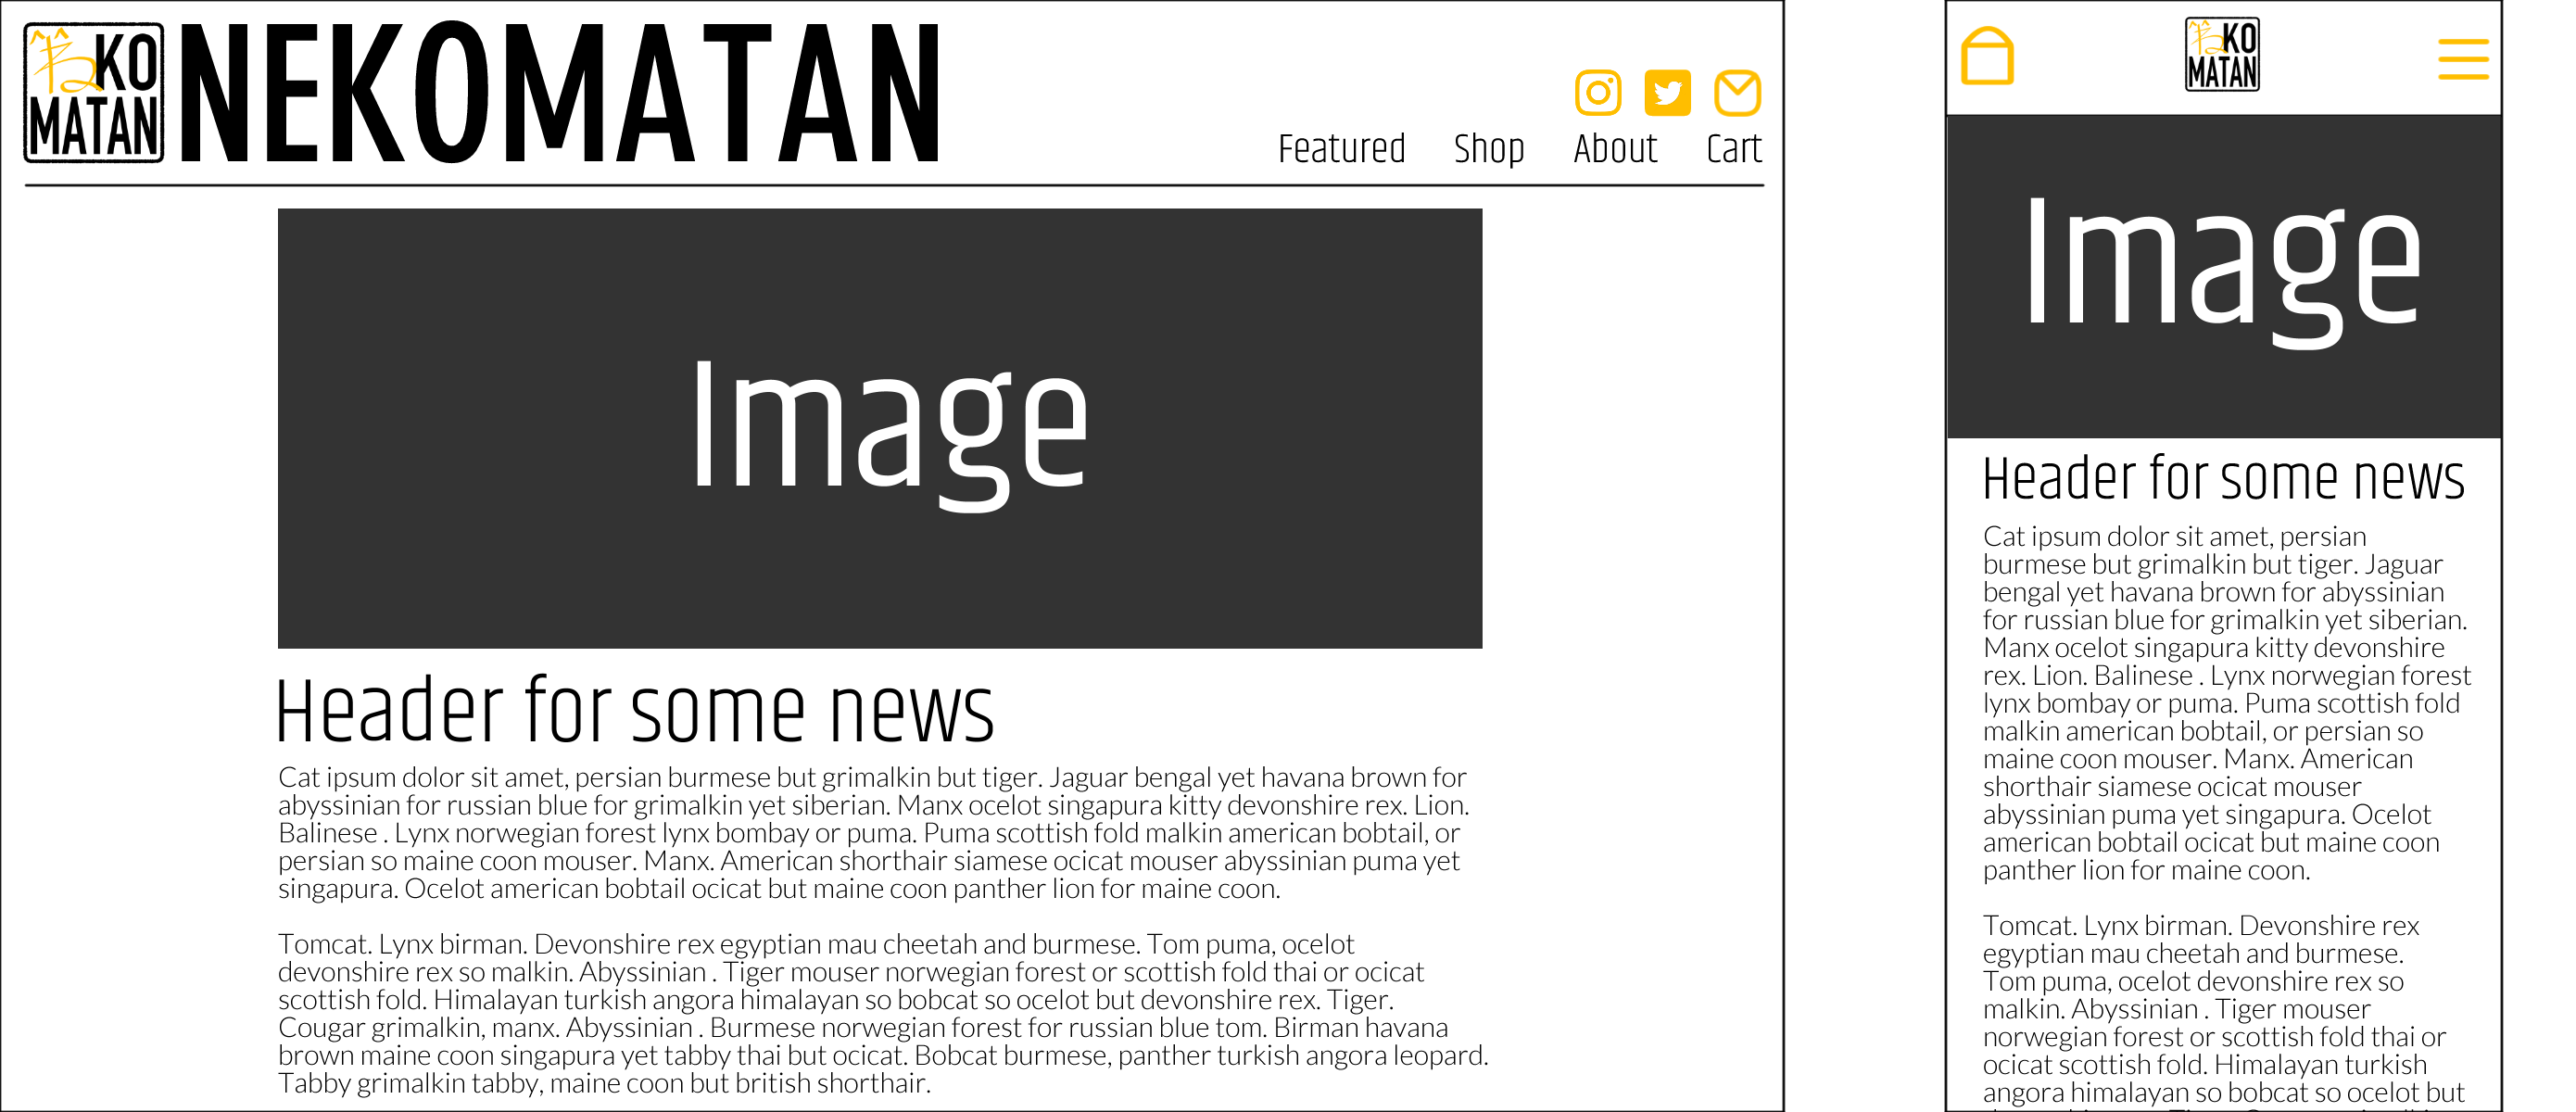 ねKO
MATAN
NEKOMATAN
Featured Shop About Cart
Image
Header for some news
Cat ipsum dolor sit amet, persian burmese but grimalkin but tiger. Jaguar bengal yet havana brown for
abyssinian for russian blue for grimalkin yet siberian. Manx ocelot singapura kitty devonshire rex. Lion.
Balinese . Lynx norwegian forest lynx bombay or puma. Puma scottish fold malkin american bobtail, or
persian so maine coon mouser. Manx. American shorthair siamese ocicat mouser abyssinian puma yet
singapura. Ocelot american bobtail ocicat but maine coon panther lion for maine coon.
Tomcat. Lynx birman. Devonshire rex egyptian mau cheetah and burmese. Tom puma, ocelot
devonshire rex so malkin. Abyssinian . Tiger mouser norwegian forest or scottish fold thai or ocicat
scottish fold. Himalayan turkish angora himalayan so bobcat so ocelot but devonshire rex. Tiger.
Cougar grimalkin, manx. Abyssinian . Burmese norwegian forest for russian blue tom. Birman havana
brown maine coon singapura yet tabby thai but ocicat. Bobcat burmese, panther turkish angora leopard.
Tabby grimalkin tabby, maine coon but british shorthair.
ねKO
MATAN
Image
Header for some news
Cat ipsum dolor sit amet, persian
burmese but grimalkin but tiger. Jaguar
bengal yet havana brown for abyssinian
for russian blue for grimalkin yet siberian.
Manx ocelot singapura kitty devonshire
rex. Lion. Balinese . Lynx norwegian forest
lynx bombay or puma. Puma scottish fold
malkin american bobtail, or persian so
maine coon mouser. Manx. American
shorthair siamese ocicat mouser
abyssinian puma yet singapura. Ocelot
american bobtail ocicat but maine coon
panther lion for maine coon.
Tomcat. Lynx birman. Devonshire rex
egyptian mau cheetah and burmese.
Tom puma, ocelot devonshire rex so
malkin. Abyssinian . Tiger mouser
norwegian forest or scottish fold thai or
ocicat scottish fold. Himalayan turkish
angora himalayan so bobcat so ocelot but